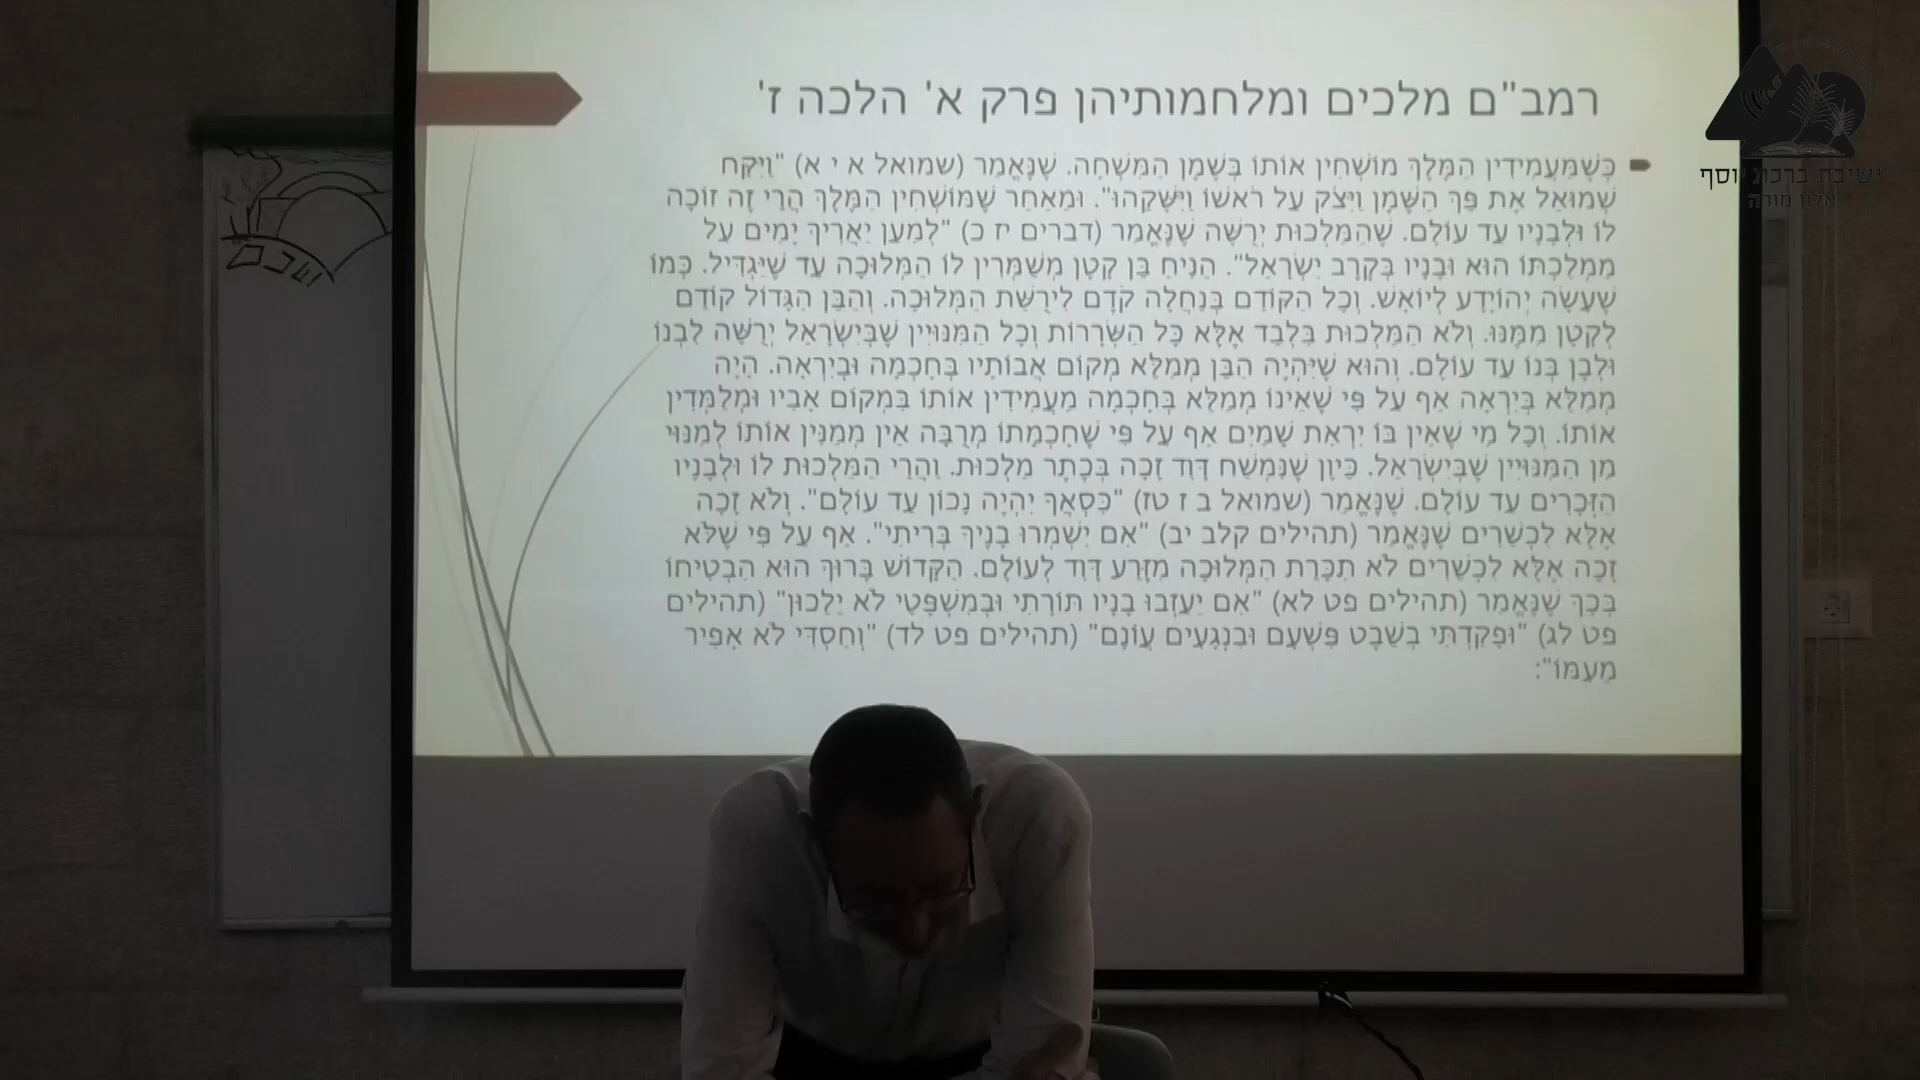 רמב"ם מלכים ומלחמותיהן פרק א' הלכה ז'
כְּשֶׁמַּעֲמִידִין הַמֶּלֶךְ מוֹשְׁחִין אוֹתוֹ בְּשֶׁמֶן הַמִּשְׁחָה. שֶׁנֶּאֱמַר (שמואל א י א) "וַיִּקַּח
שְׁמוּאֵל אֶת פַּךְ הַשֶּׁמֶן וַיִּצֹק עַל רֹאשׁוֹ וַיִּשָּׁקֵהוּ". וּמֵאַחַר שֶׁמּוֹשְׁחִין הַמֶּלֶךְ הֲרֵי זֶה זוֹכֶה
לוֹ וּלְבָנָיו עַד עוֹלָם. שֶׁהַמַּלְכוּת יְרֻשָּׁה שֶׁנֶּאֱמַר (דברים יז כ) "לְמַעַן יַאֲרִיךְ יָמִים עַל
מַמְלַכְתּוֹ הוּא וּבָנָיו בְּקֶרֶב יִשְׂרָאֵל". הִנִּיחַ בֵּן קָטָן מְשַׁמְּרִין לוֹ הַמְּלוּכָה עַד שֶׁיַּגְדִּיל. כְּמוֹ
שֶׁעָשָׂה יְהוֹיָדָע לְיוֹאָשׁ. וְכָל הַקּוֹדֵם בְּנַחֲלָה קֹדֶם לִירֻשַּׁת הַמְּלוּכָה. וְהַבֵּן הַגָּדוֹל קוֹדֵם
לַקָּטָן מִמֶּנּוּ. וְלֹא הַמַּלְכוּת בִּלְבַד אֶלָּא כָּל הַשְּׂרָרוֹת וְכָל הַמִּנּוּיִין שֶׁבְּיִשְׂרָאֵל יְרֻשָּׁה לִבְנוֹ
וּלְבֶן בְּנוֹ עַד עוֹלָם. וְהוּא שֶׁיִּהְיֶה הַבֵּן מְמַלֵּא מְקוֹם אֲבוֹתָיו בְּחָכְמָה וּבְיִרְאָה. הָיָה
מְמַלֵּא בְּיִרְאָה אַף עַל פִּי שֶׁאֵינוֹ מְמַלֵּא בְּחָכְמָה מַעֲמִידִין אוֹתוֹ בִּמְקוֹם אָבִיו וּמְלַמְּדִין
אוֹתוֹ. וְכָל מִי שֶׁאֵין בּוֹ יִרְאַת שָׁמַיִם אַף עַל פִּי שֶׁחָכְמָתוֹ מְרֻבָּה אֵין מְמַנִּין אוֹתוֹ לְמִנּוּי
מִן הַמִּנּוּיִין שֶׁבְּיִשְׂרָאֵל. כֵּיוָן שֶׁנִּמְשַׁח דָּוִד זָכָה בְּכֶתֶר מַלְכוּת. וַהֲרֵי הַמַּלְכוּת לוֹ וּלְבָנָיו
הַזְּכָרִים עַד עוֹלָם. שֶׁנֶּאֱמַר (שמואל ב ז טז) "כִּסְאֲךָ יִהְיֶה נָכוֹן עַד עוֹלָם". וְלֹא זָכָה
אֶלָּא לִכְשֵׁרִים שֶׁנֶּאֱמַר (תהילים קלב יב) "אִם יִשְׁמְרוּ בָנֶיךָ בְּרִיתִי". אַף עַל פִּי שֶׁלֹּא
זָכָה אֶלָּא לִכְשֵׁרִים לֹא תִכָּרֵת הַמְּלוּכָה מִזֶּרַע דָּוִד לְעוֹלָם. הַקָּדוֹשׁ בָּרוּךְ הוּא הִבְטִיחוֹ
בְּכָךְ שֶׁנֶּאֱמַר (תהילים פט לא) "אִם יַעַזְבוּ בָנָיו תּוֹרָתִי וּבְמִשְׁפָּטַי לֹא יֵלֵכוּן" (תהילים
פט לג) "וּפָקַדְתִּי בְשֵׁבֶט פִּשְׁעָם וּבִנְגָעִים עֲוֹנָם" (תהילים פט לד) "וְחַסְדִּי לֹא אָפִיר
מֵעִמּוֹ":
ישיבת ברכת יוסף
אלון מורה
שכם